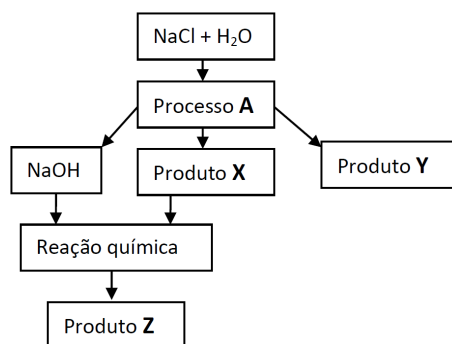 NaCl + H₂O
Processo A
NaOH
Produto X
Produto Y
Reação química
Produto Z